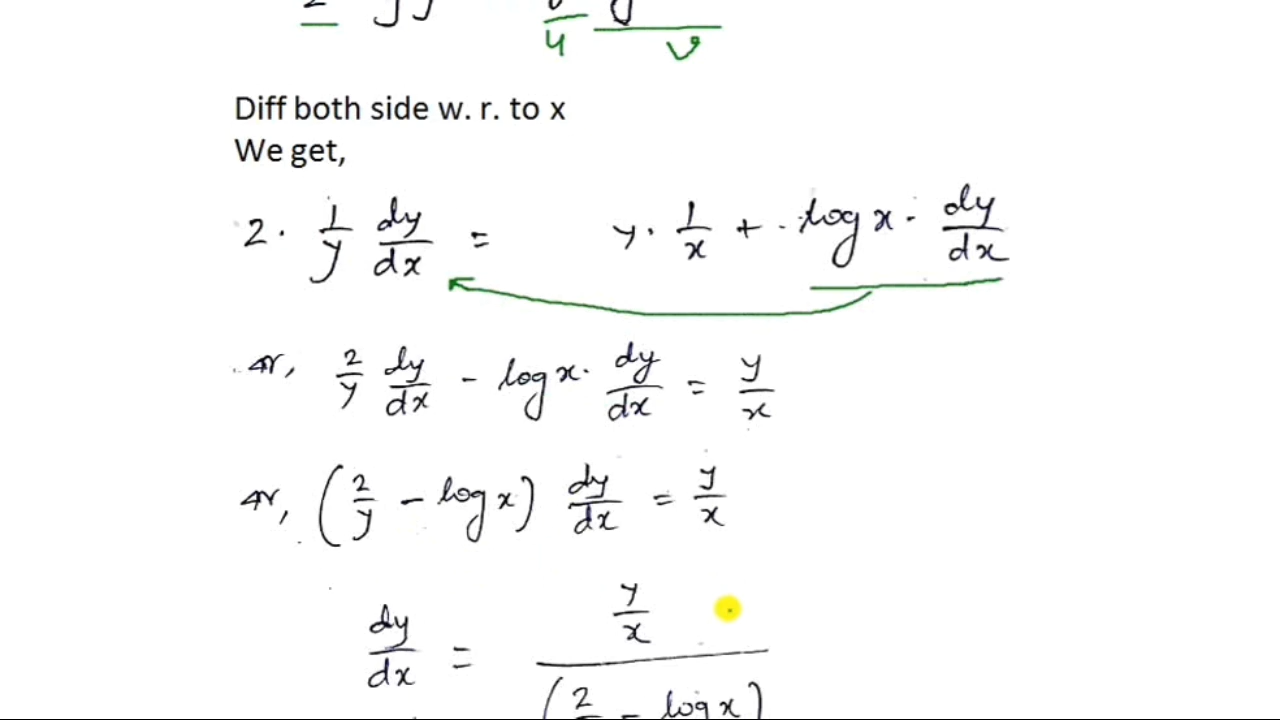 y v
Diff both side w. r. to x
We get,
2 · 1/y dy/dx = y · 1/x + log x · dy/dx
or, 2/y dy/dx - log x · dy/dx = y/x
or, (2/y - log x) dy/dx = y/x
dy/dx = y/x
(2 - log x)